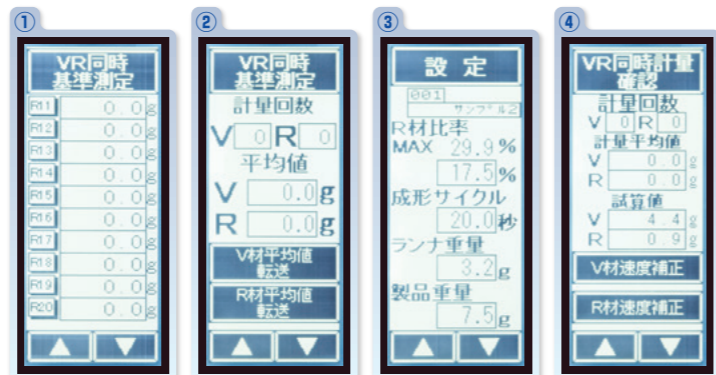 ①
VR同時
基準測定
R11 0.0g
R12 0.0g
R13 0.0g
R14 0.0g
R15 0.0g
R16 0.0g
R17 0.0g
R18 0.0g
R19 0.0g
R20 0.0g
▲ ▼
②
VR同時
基準測定
計量回数
V 0 R 0
平均値
V 0.0g
R 0.0g
V材平均値
転送
R材平均値
転送
▲ ▼
③
設 定
001
サンプル2
R材比率
MAX 29.9%
17.5%
成形サイクル
20.0秒
ランナ重量
3.2g
製品重量
7.5g
▲ ▼
④
VR同時計量
確認
計量回数
V 0 R 0
計量平均値
V 0.0g
R 0.0g
試算値
V 4.4g
R 0.9g
V材速度補正
R材速度補正
▲ ▼